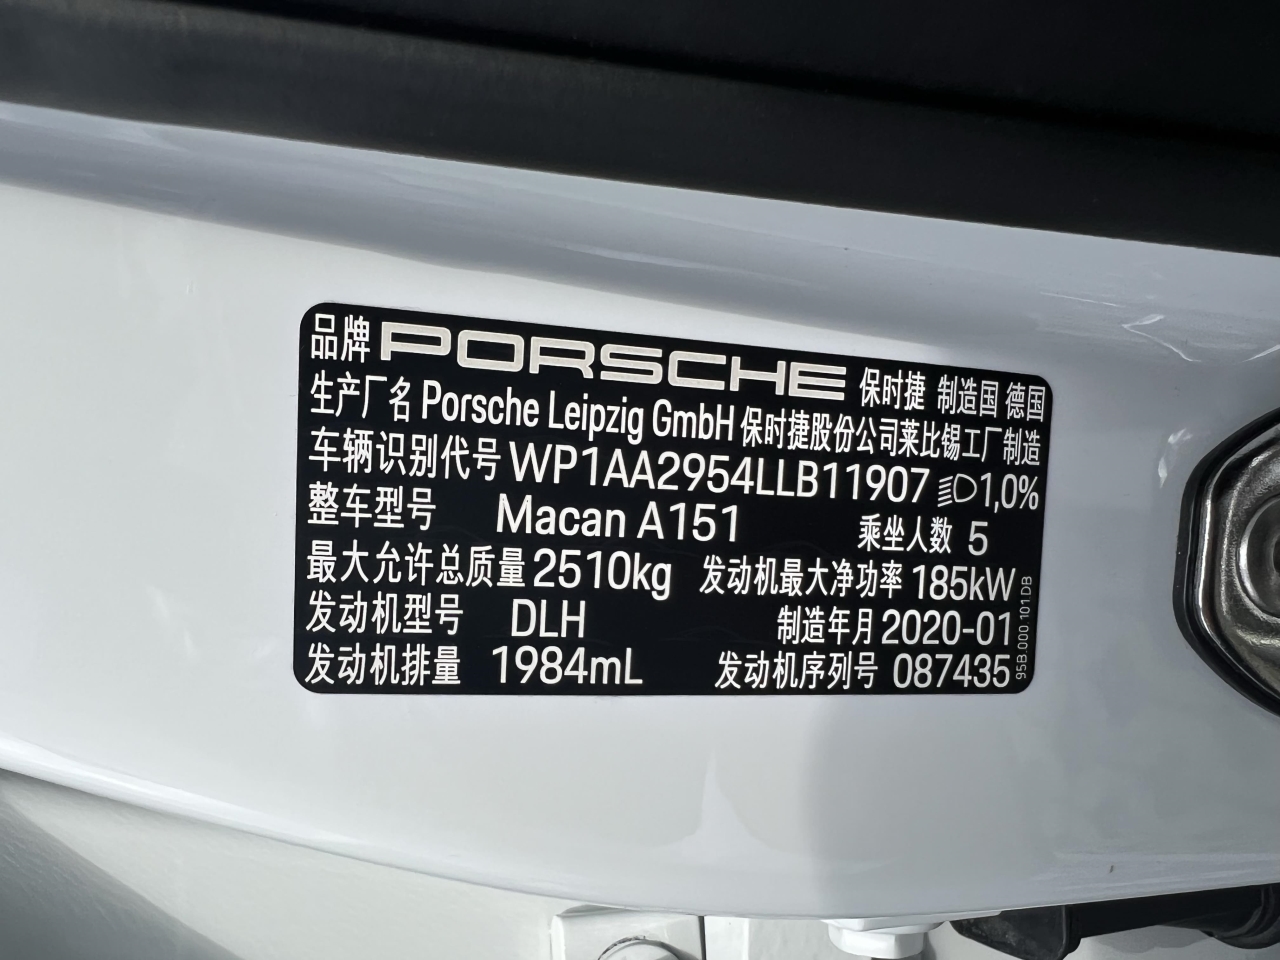 品牌 PORSCHE 保时捷 制造国 德国
生产厂名 Porsche Leipzig GmbH 保时捷股份公司莱比锡工厂制造
车辆识别代号 WP1AA2954LLB11907 1,0%
整车型号 Macan A151 乘坐人数 5
最大允许总质量 2510kg 发动机最大净功率 185kW
发动机型号 DLH 制造年月 2020-01
发动机排量 1984mL 发动机序列号 087435
95B.000 101.DB